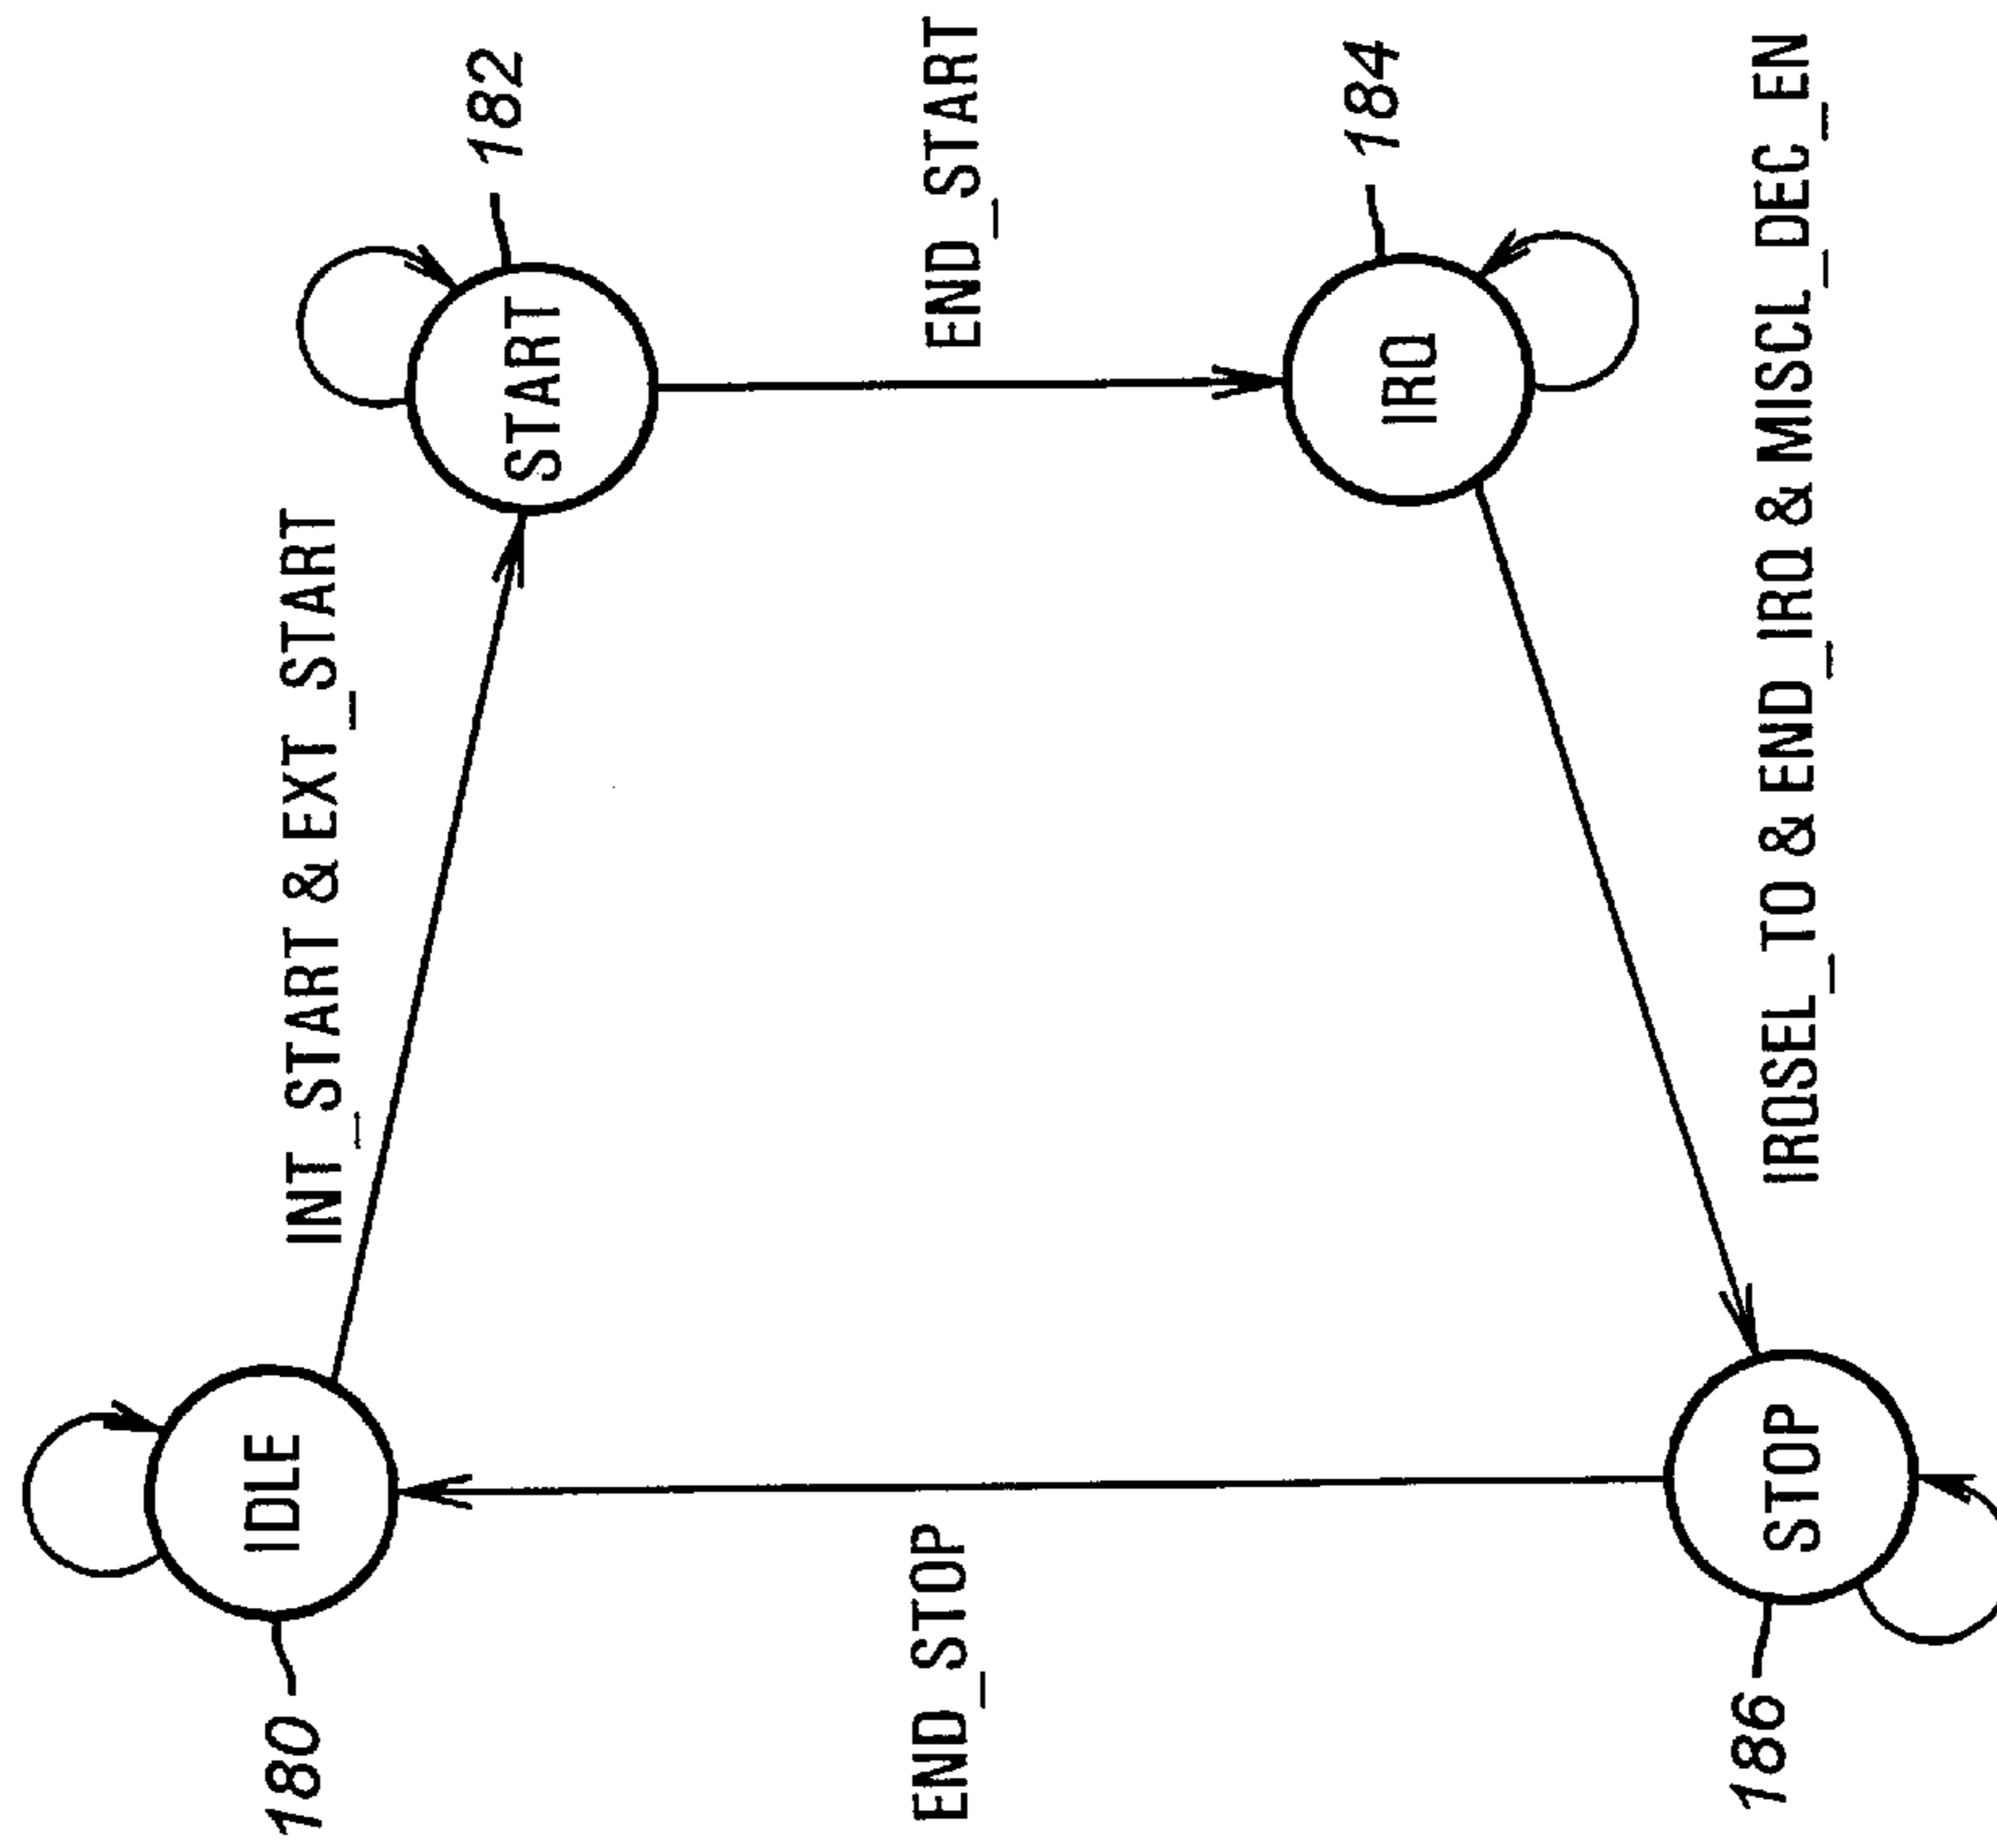 180
IDLE
INT_START & EXT_START
182
START
END_STOP
END_START
184
IRQ
186
STOP
IRQSEL_TO & END_IRQ & MISCL_DEC_EN